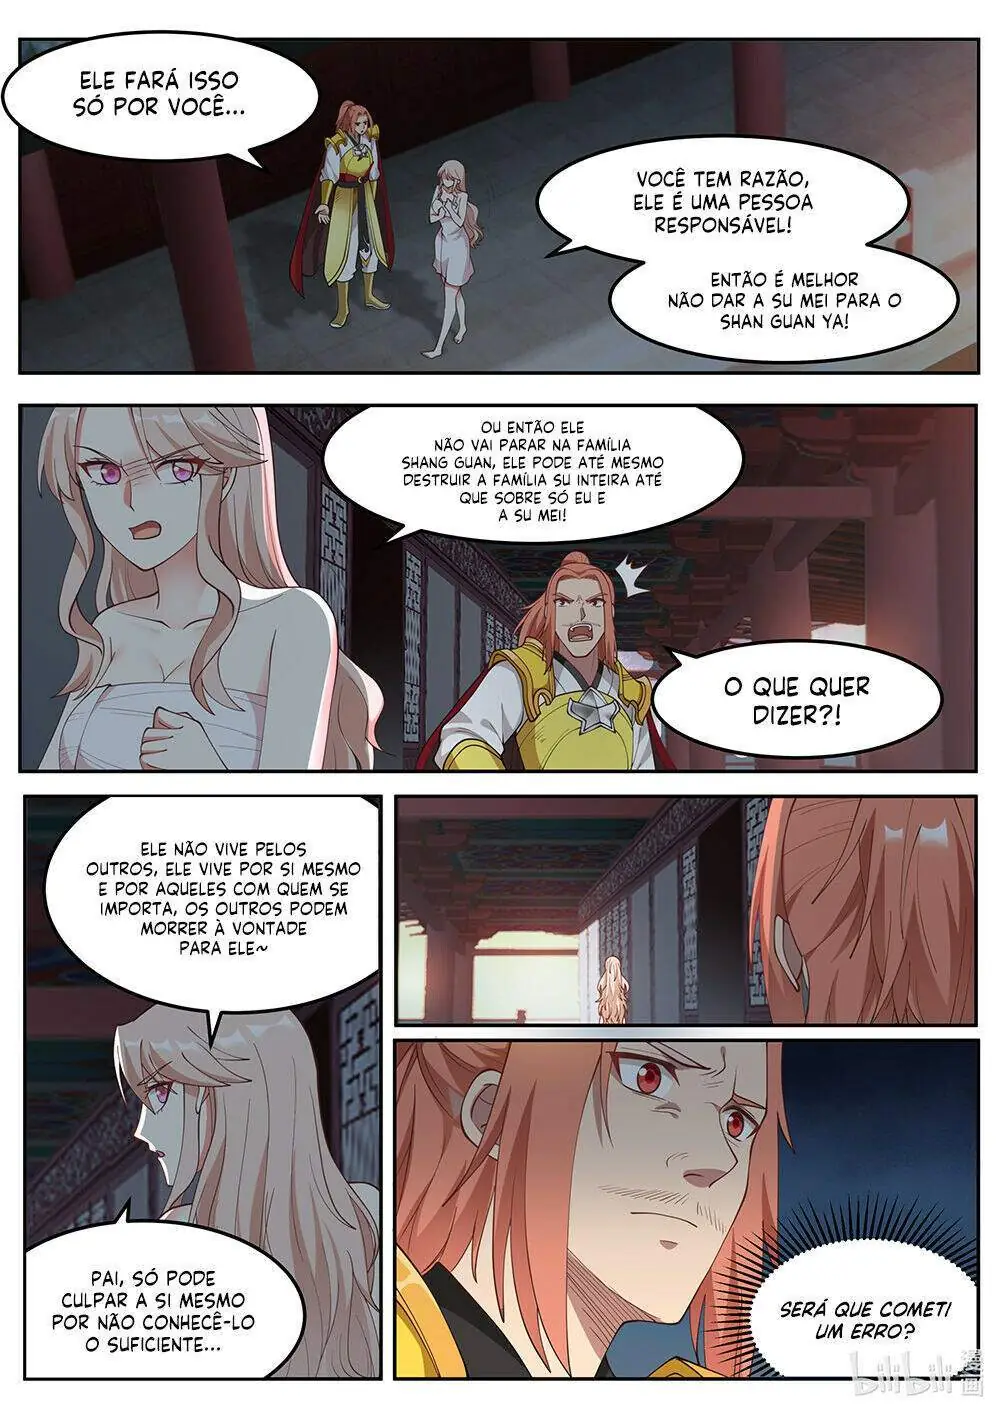 ELE FARÁ ISSO
SÓ POR VOCÊ...
VOCÊ TEM RAZÃO,
ELE É UMA PESSOA
RESPONSÁVEL!
ENTÃO É MELHOR
NÃO DAR A SU MEI PARA O
SHAN GUAN YA!
OU ENTÃO ELE
NÃO VAI PARAR NA FAMÍLIA
SHANG GUAN, ELE PODE ATÉ MESMO
DESTRUIR A FAMÍLIA SU INTEIRA ATÉ
QUE SOBRE SÓ EU E
A SU MEI!
O QUE QUER
DIZER?!
ELE NÃO VIVE PELOS
OUTROS, ELE VIVE POR SI MESMO
E POR AQUELES COM QUEM SE
IMPORTA, OS OUTROS PODEM
MORRER À VONTADE
PARA ELE~
PAI, SÓ PODE
CULPAR A SI MESMO
POR NÃO CONHECÊ-LO
O SUFICIENTE...
SERÁ QUE COMETI
UM ERRO?
bilibili 漫画